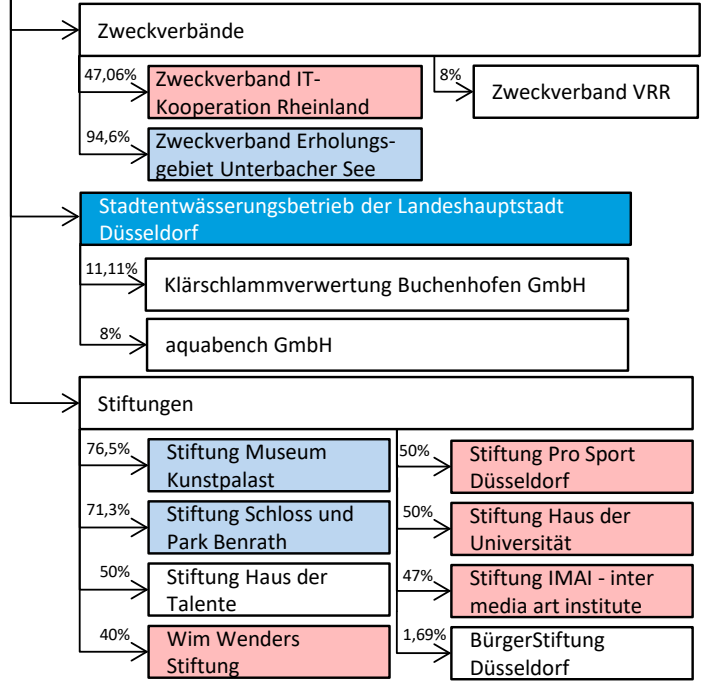 Zweckverbände
47,06%
Zweckverband IT-
Kooperation Rheinland
8%
Zweckverband VRR
94,6%
Zweckverband Erholungs-
gebiet Unterbacher See
Stadtentwässerungsbetrieb der Landeshauptstadt
Düsseldorf
11,11%
Klärschlammverwertung Buchenhofen GmbH
8%
aquabench GmbH
Stiftungen
76,5%
Stiftung Museum
Kunstpalast
71,3%
Stiftung Schloss und
Park Benrath
50%
Stiftung Haus der
Talente
40%
Wim Wenders
Stiftung
50%
Stiftung Pro Sport
Düsseldorf
50%
Stiftung Haus der
Universität
47%
Stiftung IMAI - inter
media art institute
1,69%
BürgerStiftung
Düsseldorf